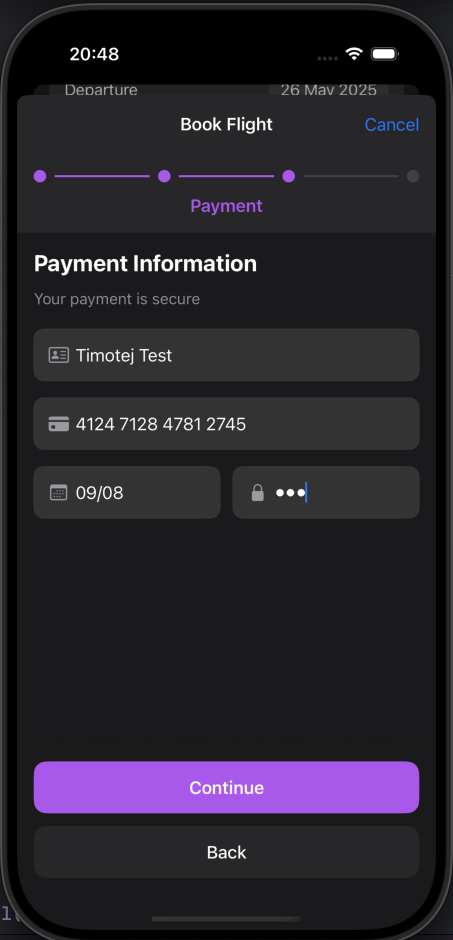 20:48
Departure 26 May 2025
Book Flight Cancel
Payment
Payment Information
Your payment is secure
Timotej Test
4124 7128 4781 2745
09/08 •••
Continue
Back